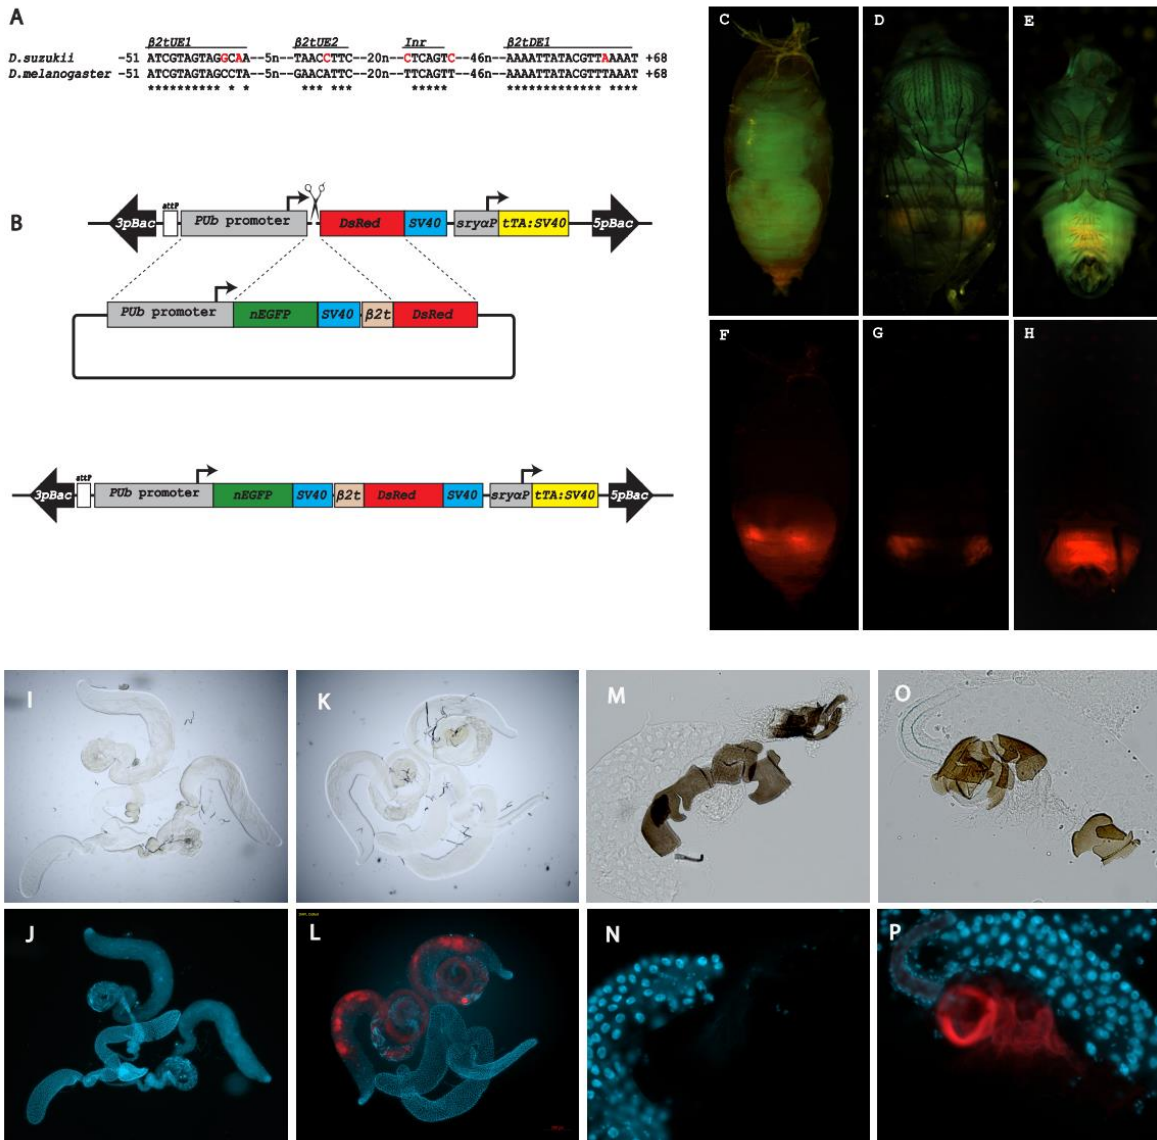 A
β2tUE1 β2tUE2 Inr β2tDE1
D.suzukii -51 ATCGTAGTAGGCAA--5n--TAACCTTC--20n--CTCAGTC--46n--AAAATTATACGTTAAAAT +68
D.melanogaster -51 ATCGTAGTAGCCTA--5n--GAACATTC--20n--TTCAGTT--46n--AAAATTATACGTTTAAAT +68
********** * * *** *** ***** ************* ****
B
3pBac attP PUb promoter DsRed SV40 sryαP tTA:SV40 5pBac
PUb promoter nEGFP SV40 β2t DsRed
3pBac attP PUb promoter nEGFP SV40 β2t DsRed SV40 sryαP tTA:SV40 5pBac
C D E
F G H
I K M O
J L N P